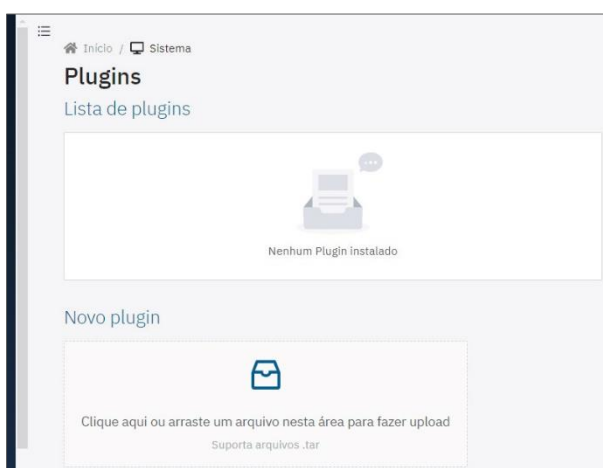 Início / Sistema
Plugins
Lista de plugins
Nenhum Plugin instalado
Novo plugin
Clique aqui ou arraste um arquivo nesta área para fazer upload
Suporta arquivos .tar